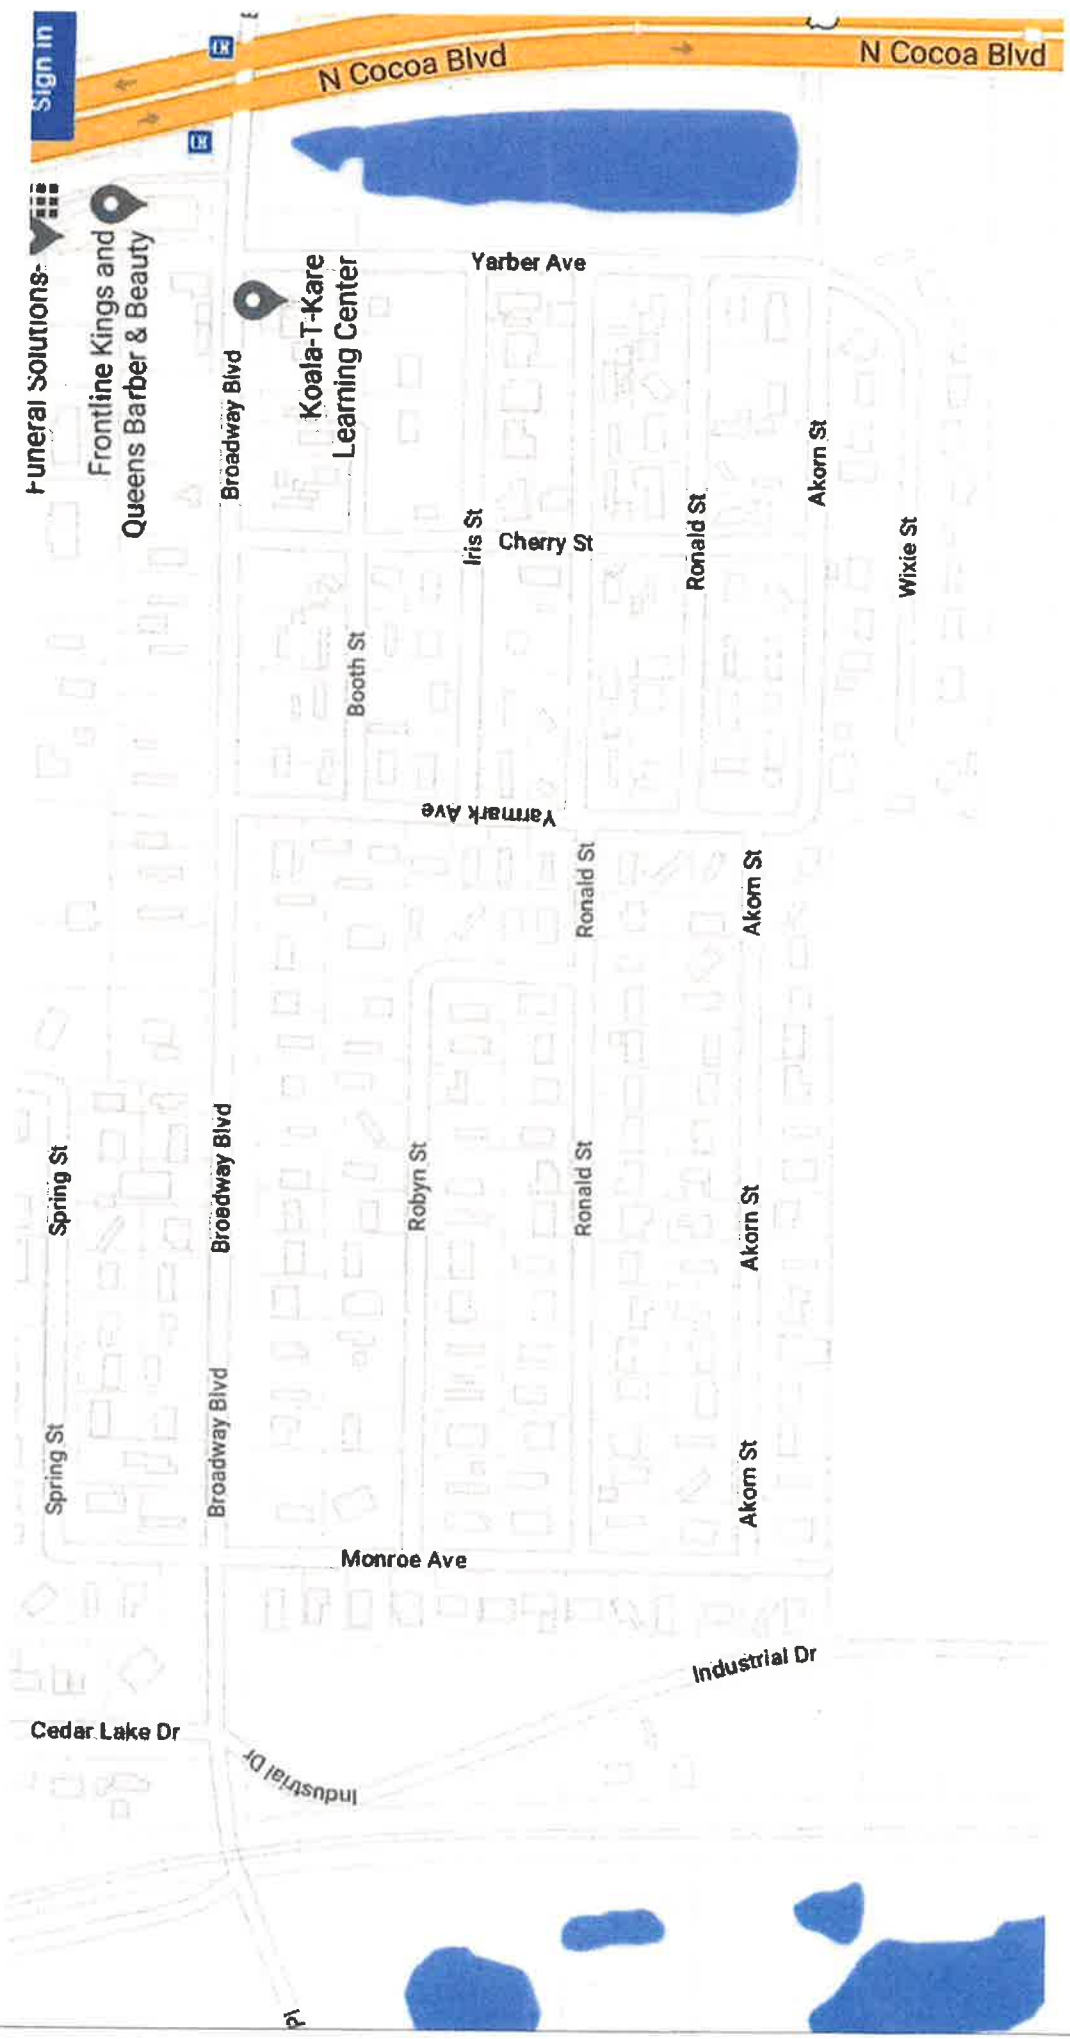 Sign in
N Cocoa Blvd
N Cocoa Blvd
Funeral Solutions-
Frontline Kings and
Queens Barber & Beauty
Koala-T-Kare
Learning Center
Yarber Ave
Broadway Blvd
Akorn St
Iris St
Cherry St
Ronald St
Wixie St
Booth St
Yarmark Ave
Ronald St
Akorn St
Spring St
Broadway Blvd
Robyn St
Ronald St
Akorn St
Spring St
Broadway Blvd
Akorn St
Monroe Ave
Industrial Dr
Cedar Lake Dr
Industrial Dr
Pl